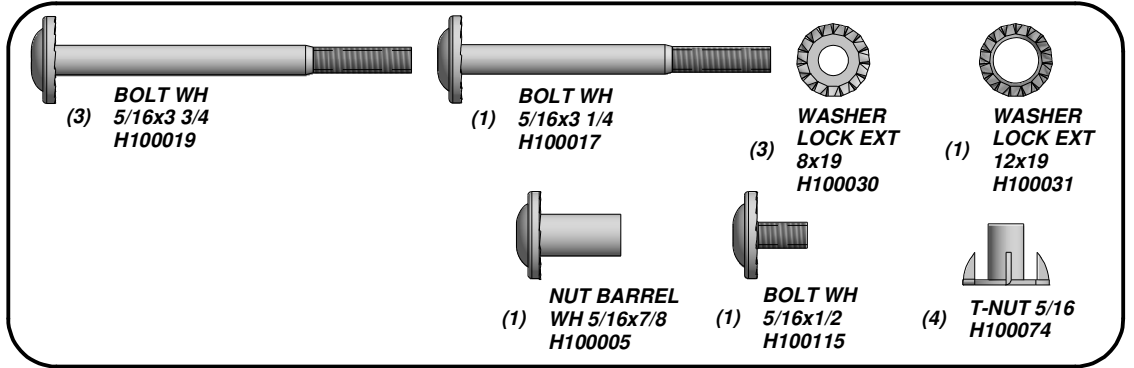 (3)
BOLT WH
5/16x3 3/4
H100019
(1)
BOLT WH
5/16x3 1/4
H100017
(3)
WASHER
LOCK EXT
8x19
H100030
(1)
WASHER
LOCK EXT
12x19
H100031
(1)
NUT BARREL
WH 5/16x7/8
H100005
(1)
BOLT WH
5/16x1/2
H100115
(4)
T-NUT 5/16
H100074